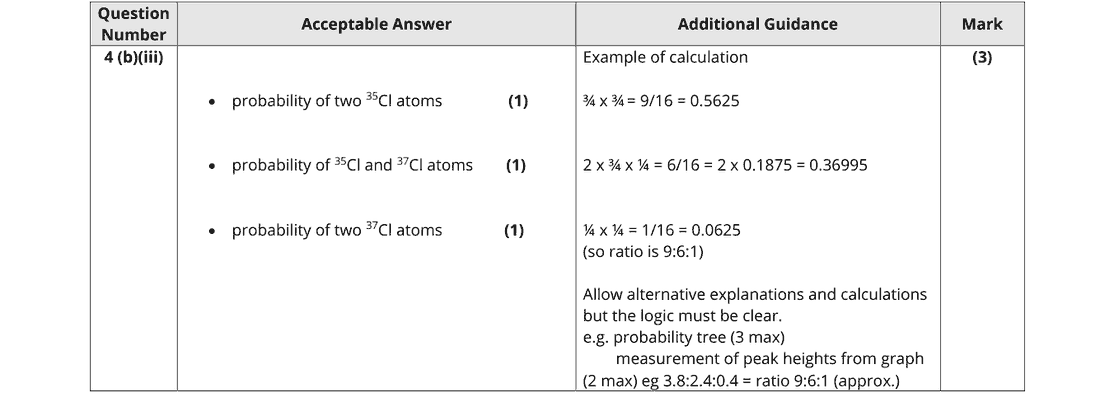 Question Number
Acceptable Answer
Additional Guidance
Mark
4 (b)(iii)
Example of calculation
(3)
• probability of two ³⁵Cl atoms (1)
¾ x ¾ = 9/16 = 0.5625
• probability of ³⁵Cl and ³⁷Cl atoms (1)
2 x ¾ x ¼ = 6/16 = 2 x 0.1875 = 0.36995
• probability of two ³⁷Cl atoms (1)
¼ x ¼ = 1/16 = 0.0625
(so ratio is 9:6:1)
Allow alternative explanations and calculations
but the logic must be clear.
e.g. probability tree (3 max)
measurement of peak heights from graph
(2 max) eg 3.8:2.4:0.4 = ratio 9:6:1 (approx.)